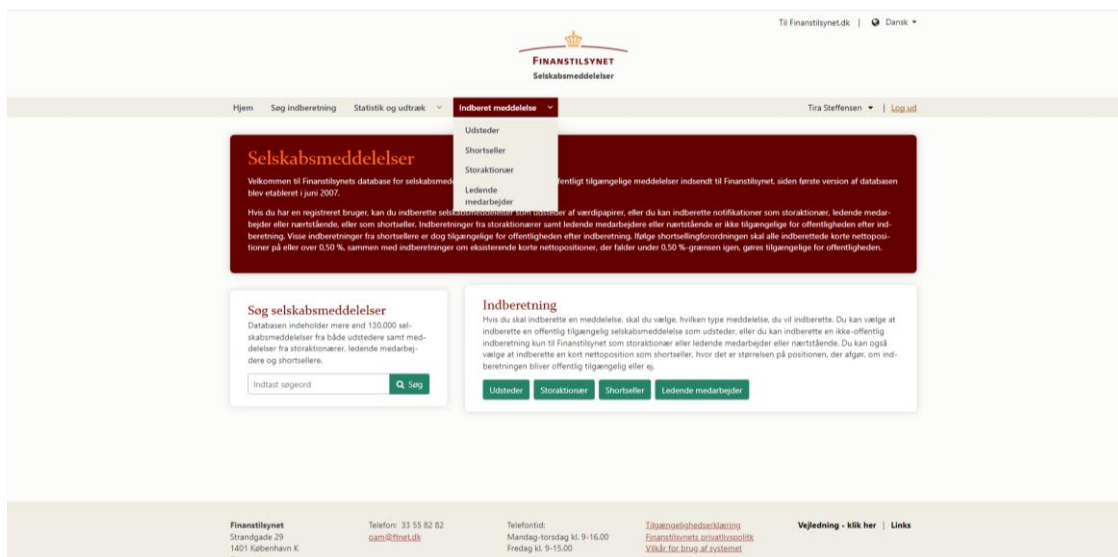 Til Finanstilsynet.dk | Dansk
FINANSTILSYNET
Selskabsmeddelelser
Hjem Søg indberetning Statistik og udtræk Indberet meddelelse Tira Steffensen | Log ud
Udsteder
Shortseller
Storaktionær
Ledende
medarbejder
Selskabsmeddelelser
Velkommen til Finanstilsynets database for selskabsmedd fentligt tilgængelige meddelelser indsendt til Finanstilsynet, siden første version af databasen
blev etableret i juni 2007.
Hvis du har en registreret bruger, kan du indberette selskabsmeddelelser som udsteder af værdipapirer, eller du kan indberette notifikationer som storaktionær, ledende medar-
bejder eller nærtstående, eller som shortseller. Indberetninger fra storaktionærer samt ledende medarbejdere eller nærtstående er ikke tilgængelige for offentligheden efter ind-
beretning. Visse indberetninger fra shortsellere er dog tilgængelige for offentligheden efter indberetning. Ifølge shortsellingforordningen skal alle indberettede korte nettoposi-
tioner på eller over 0,50 %, sammen med indberetninger om eksisterende korte nettopositioner, der falder under 0,50 %-grænsen igen, gøres tilgængelige for offentligheden.
Søg selskabsmeddelelser
Databasen indeholder mere end 130.000 sel-
skabsmeddelelser fra både udstedere samt med-
delelser fra storaktionærer, ledende medarbej-
dere og shortsellere.
Indtast søgeord Søg
Indberetning
Hvis du skal indberette en meddelelse, skal du vælge, hvilken type meddelelse, du vil indberette. Du kan vælge at
indberette en offentlig tilgængelig selskabsmeddelelse som udsteder, eller du kan indberette en ikke-offentlig
indberetning kun til Finanstilsynet som storaktionær eller ledende medarbejder eller nærtstående. Du kan også
vælge at indberette en kort nettoposition som shortseller, hvor det er størrelsen på positionen, der afgør, om ind-
beretningen bliver offentlig tilgængelig eller ej.
Udsteder Storaktionær Shortseller Ledende medarbejder
Finanstilsynet
Strandgade 29
1401 København K
Telefon: 33 55 82 82
oam@ftnet.dk
Telefontid:
Mandag-torsdag kl. 9-16.00
Fredag kl. 9-15.00
Tilgængelighedserklæring
Finanstilsynets privatlivspolitk
Vilkår for brug af systemet
Vejledning - klik her | Links